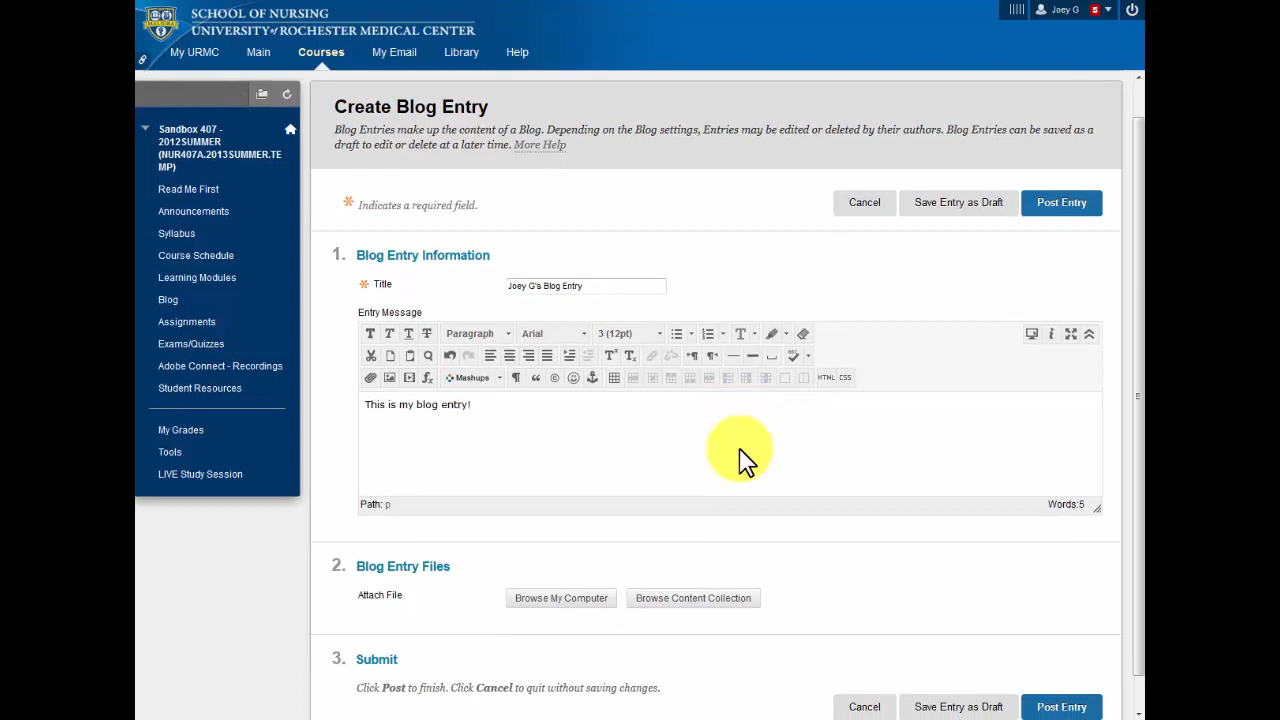 SCHOOL OF NURSING
UNIVERSITY of ROCHESTER MEDICAL CENTER
Joey G 5
My URMC Main Courses My Email Library Help
Sandbox 407 -
2012SUMMER
(NUR407A.2013SUMMER.TE
MP)
Read Me First
Announcements
Syllabus
Course Schedule
Learning Modules
Blog
Assignments
Exams/Quizzes
Adobe Connect - Recordings
Student Resources
My Grades
Tools
LIVE Study Session
Create Blog Entry
Blog Entries make up the content of a Blog. Depending on the Blog settings, Entries may be edited or deleted by their authors. Blog Entries can be saved as a
draft to edit or delete at a later time. More Help
* Indicates a required field.
Cancel Save Entry as Draft Post Entry
1. Blog Entry Information
* Title Joey G's Blog Entry
Entry Message
T T T T Paragraph Arial 3 (12pt) T
T T ABC
Mashups HTML CSS
This is my blog entry!
Path: p Words:5
2. Blog Entry Files
Attach File Browse My Computer Browse Content Collection
3. Submit
Click Post to finish. Click Cancel to quit without saving changes.
Cancel Save Entry as Draft Post Entry